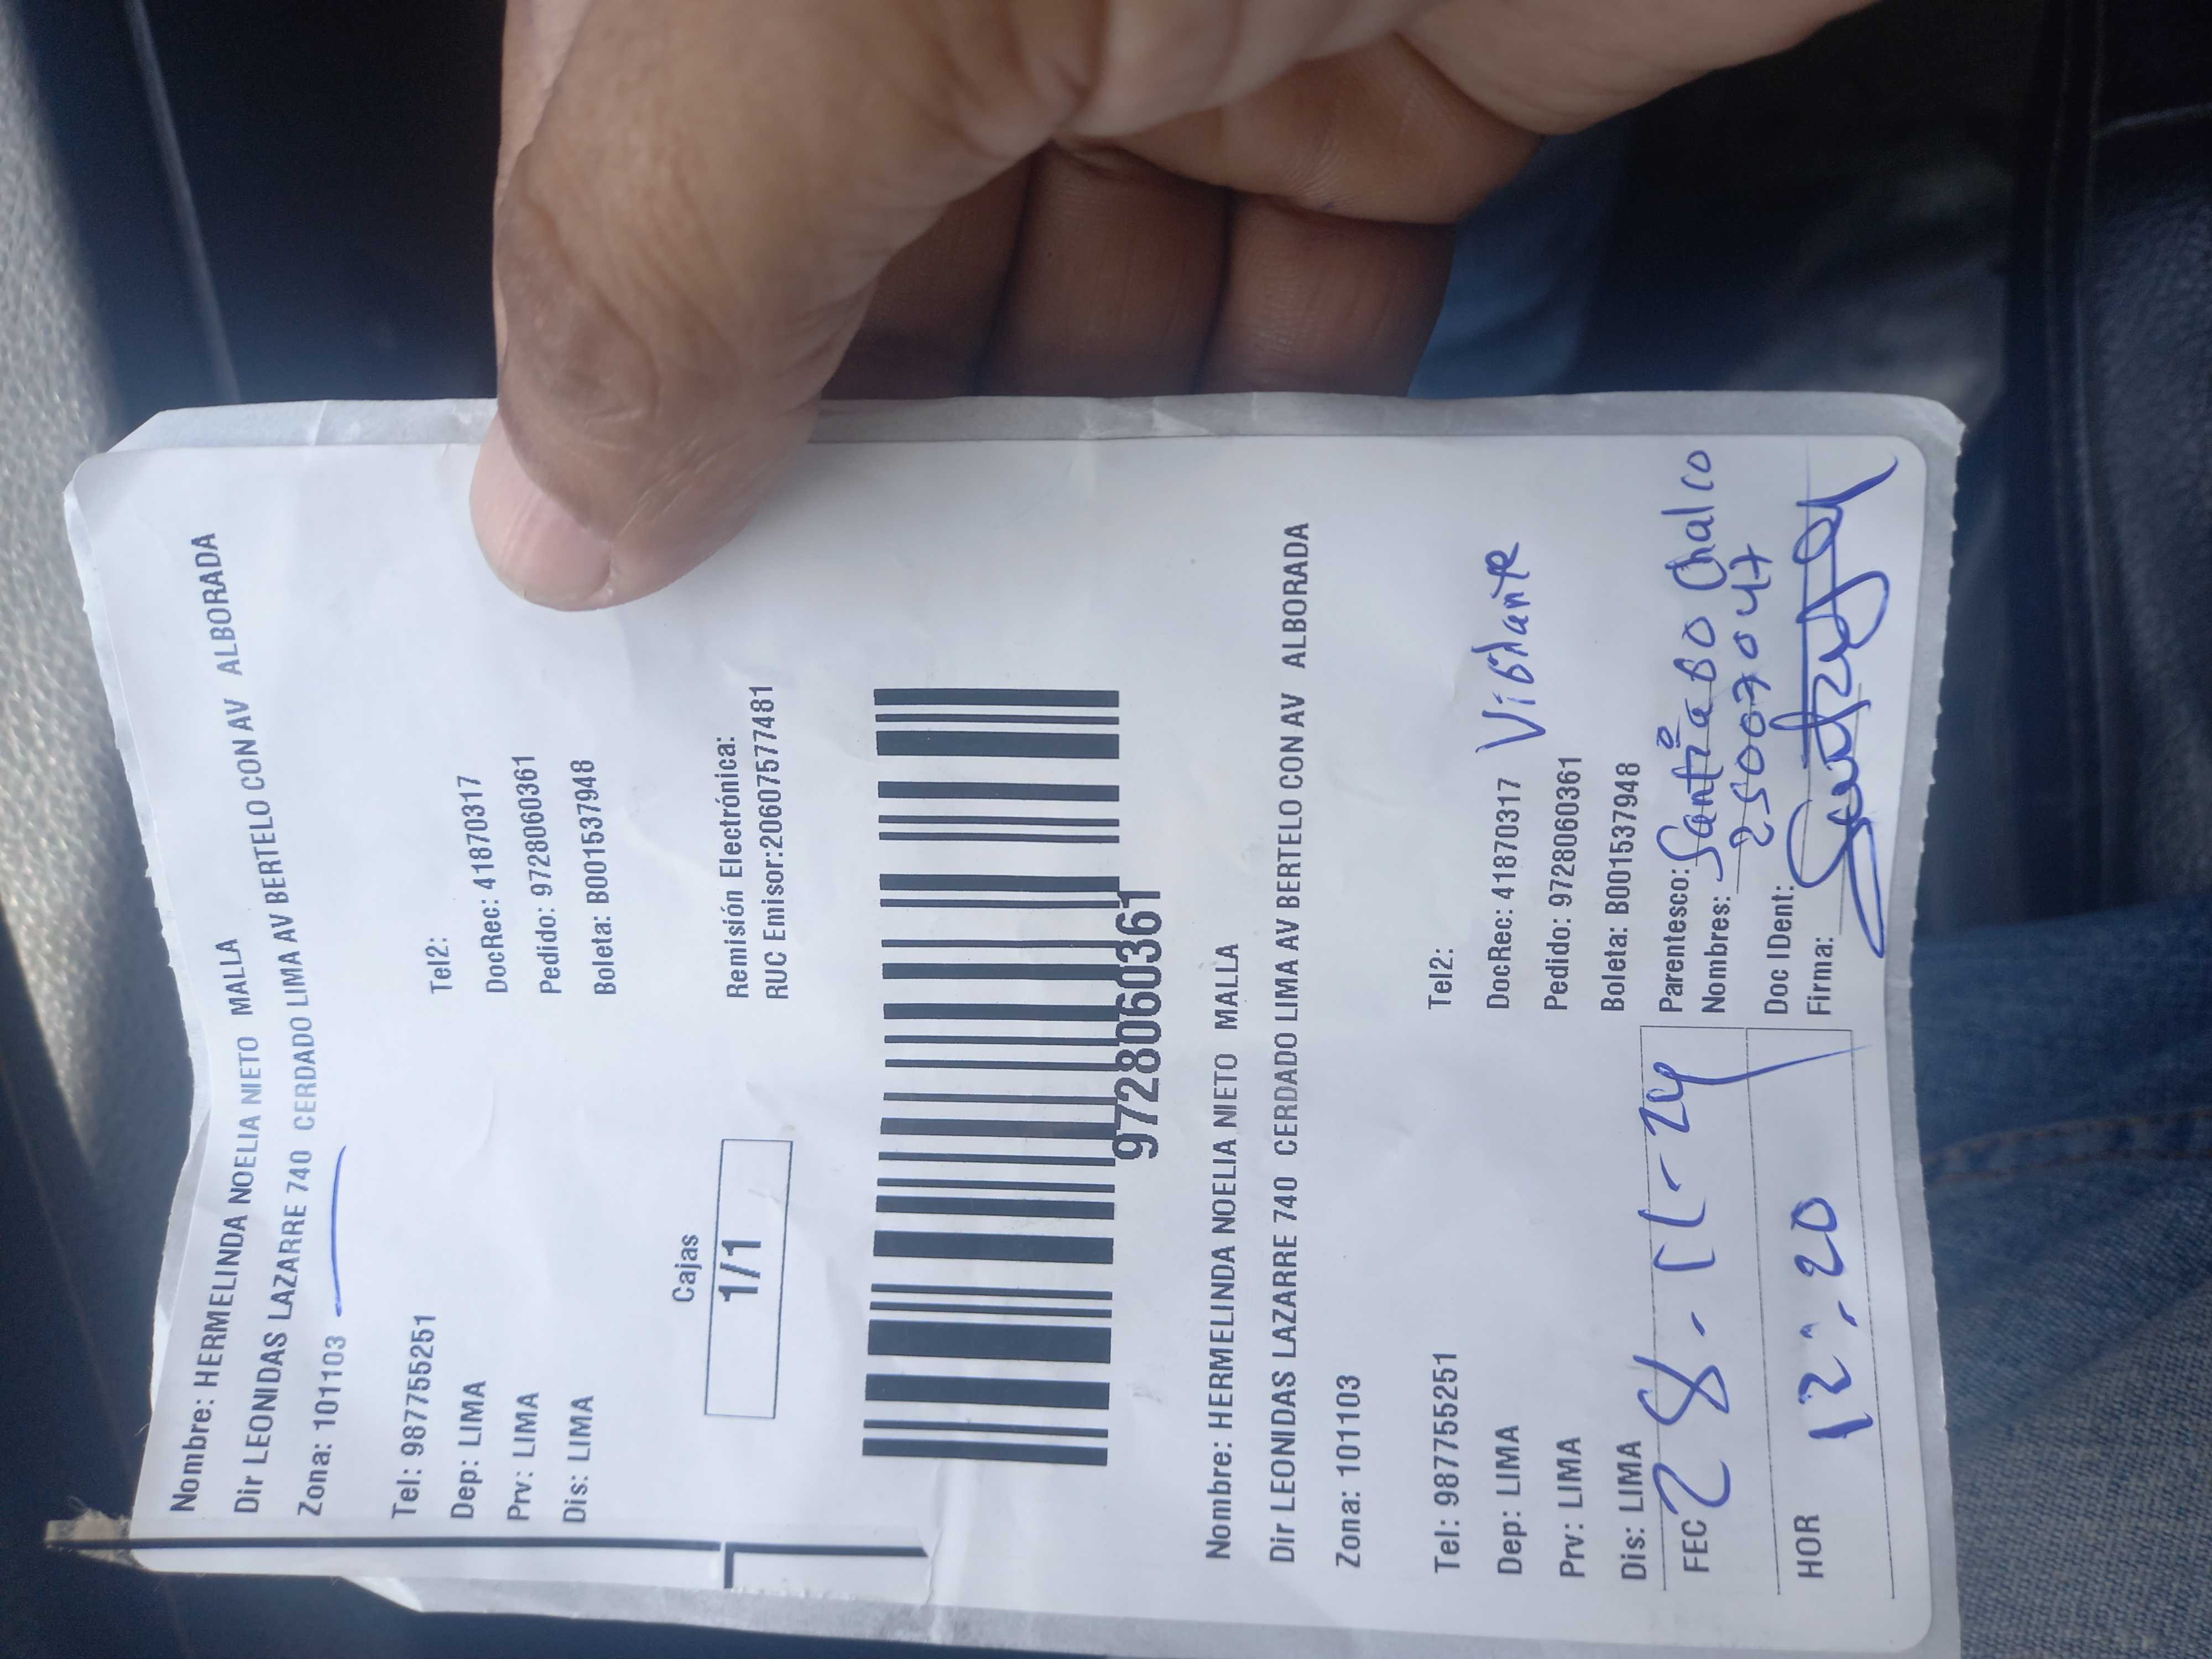 Nombre: HERMELINDA NOELIA NIETO MALLA
Dir LEONIDAS LAZARRE 740 CERDADO LIMA AV BERTELO CON AV ALBORADA
Zona: 101103
Tel: 987755251 Tel2:
Dep: LIMA DocRec: 41870317
Prv: LIMA Pedido: 9728060361
Dis: LIMA Boleta: B001537948
Cajas
1/1
Remisión Electrónica:
RUC Emisor:20607577481
9728060361
Nombre: HERMELINDA NOELIA NIETO MALLA
Dir LEONIDAS LAZARRE 740 CERDADO LIMA AV BERTELO CON AV ALBORADA
Zona: 101103
Tel: 987755251 Tel2:
Dep: LIMA DocRec: 41870317 Vigilante
Prv: LIMA Pedido: 9728060361
Dis: LIMA Boleta: B001537948
FEC 28-11-24 Parentesco:
Nombres: Santiago Chalco
HOR 12:20 Doc IDent: 25007047
Firma: